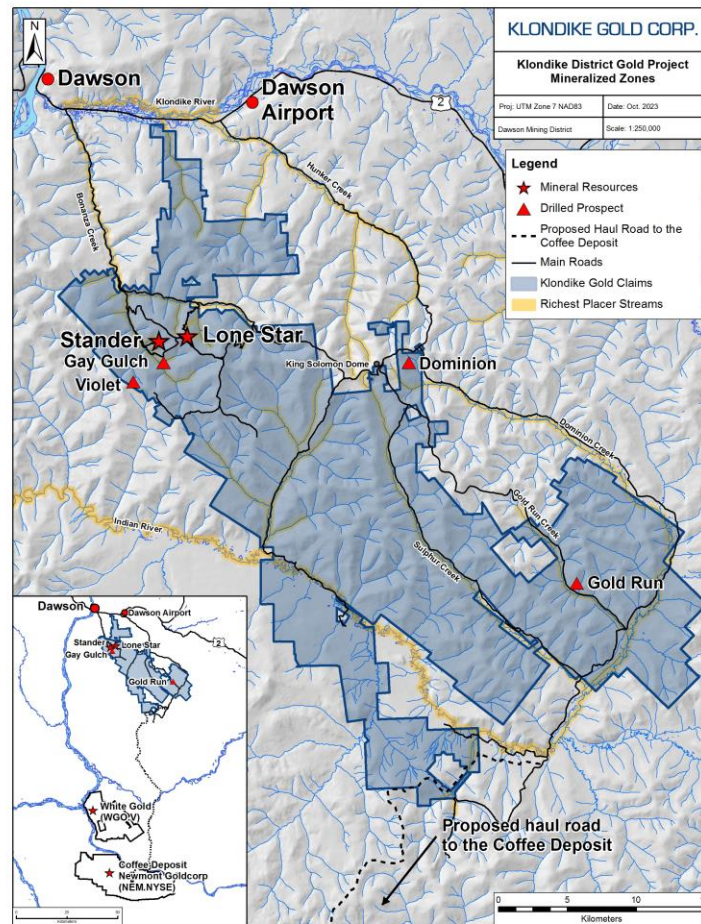 KLONDIKE GOLD CORP.
Klondike District Gold Project
Mineralized Zones
Proj: UTM Zone 7 NAD83
Date: Oct. 2023
Dawson Mining District
Scale: 1:250,000
Legend
Mineral Resources
Drilled Prospect
Proposed Haul Road to the
Coffee Deposit
Main Roads
Klondike Gold Claims
Richest Placer Streams
N
Dawson
Klondike River
Dawson
Airport
2
Hunker Creek
Bonanza Creek
Stander
Lone Star
Gay Gulch
Violet
King Solomon Dome
Dominion
Dominion Creek
Indian River
Gold Run Creek
Sulphur Creek
Gold Run
Proposed haul road
to the Coffee Deposit
0 5 10 15
Kilometers
Dawson
Dawson Airport
2
Stander
Lone Star
Gay Gulch
Gold Run
White Gold
(WGO:V)
Coffee Deposit
Newmont Goldcorp
(NEM.NYSE)